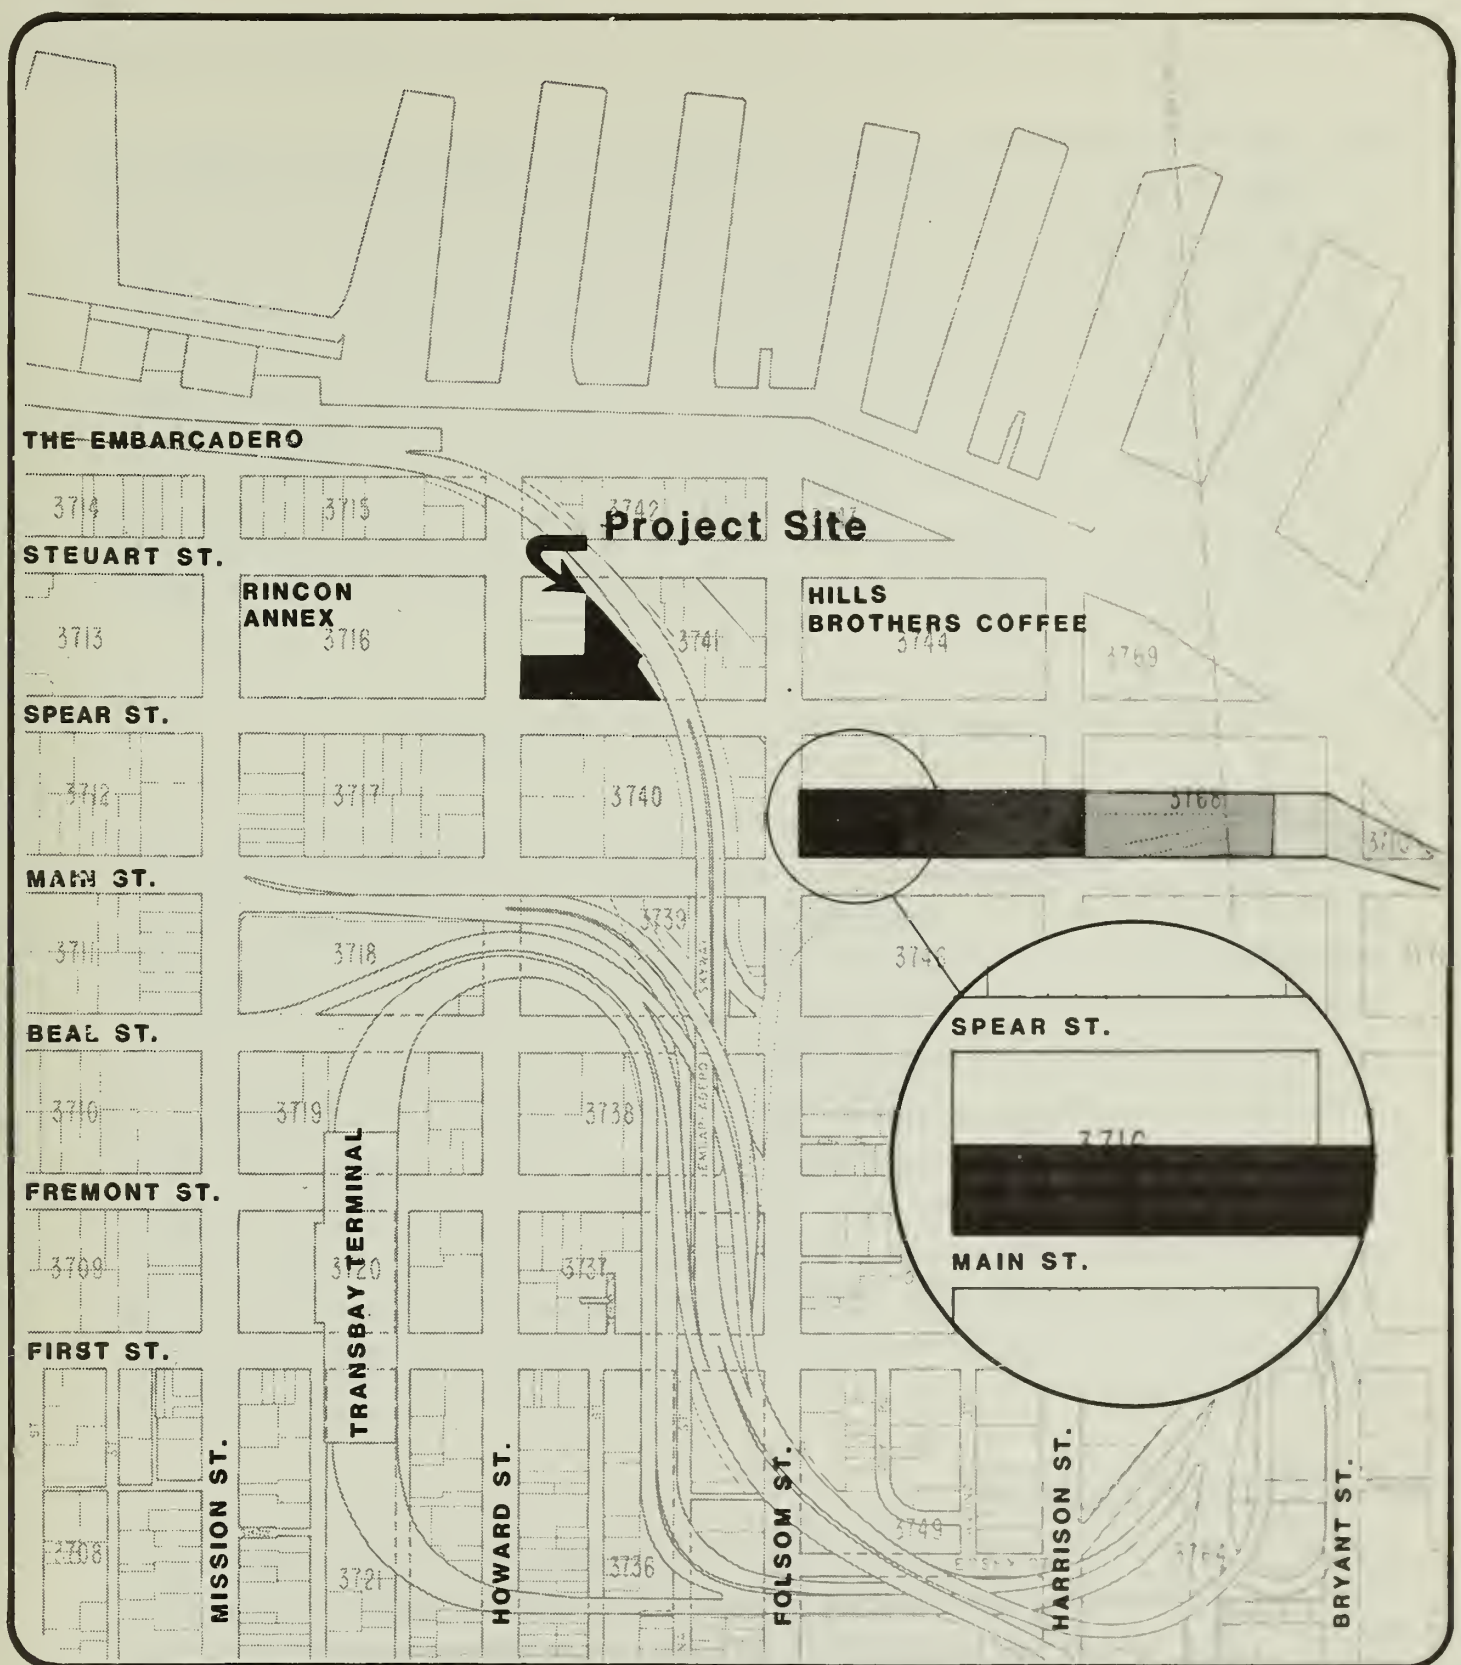 THE EMBARCADERO
3714
3715
3742
Project Site
STEUART ST.
RINCON
ANNEX
HILLS
BROTHERS COFFEE
3713
3716
3741
3744
3769
SPEAR ST.
3712
3717
3740
3768
MAIN ST.
3711
3718
3739
SKYWAY
SPEAR ST.
BEAL ST.
3710
3719
3738
TRANSBAY TERMINAL
FREMONT ST.
MAIN ST.
3709
3720
3737
FIRST ST.
MISSION ST.
HOWARD ST.
FOLSOM ST.
HARRISON ST.
BRYANT ST.
3708
3721
3736
3749